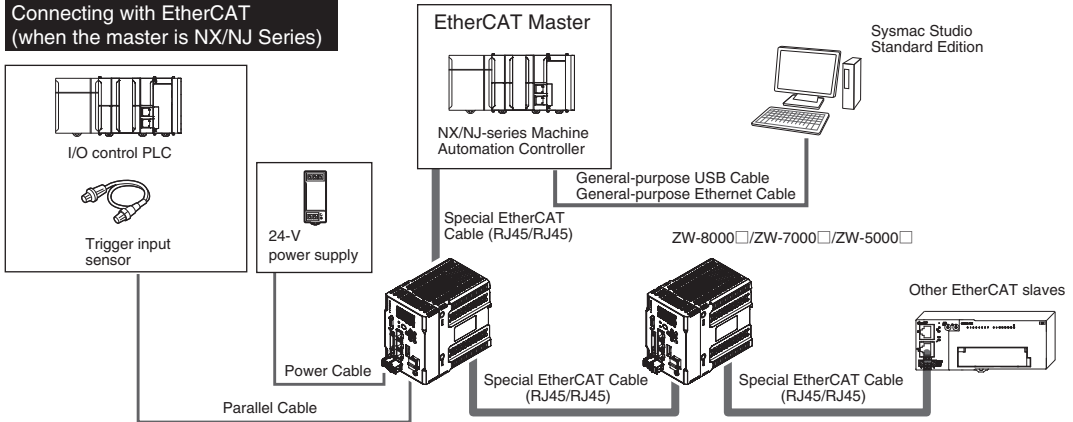 Connecting with EtherCAT
(when the master is NX/NJ Series)
EtherCAT Master
Sysmac Studio
Standard Edition
I/O control PLC
NX/NJ-series Machine
Automation Controller
General-purpose USB Cable
General-purpose Ethernet Cable
Trigger input
sensor
24-V
power supply
Special EtherCAT
Cable (RJ45/RJ45)
ZW-8000□/ZW-7000□/ZW-5000□
Other EtherCAT slaves
Power Cable
Special EtherCAT Cable
(RJ45/RJ45)
Special EtherCAT Cable
(RJ45/RJ45)
Parallel Cable